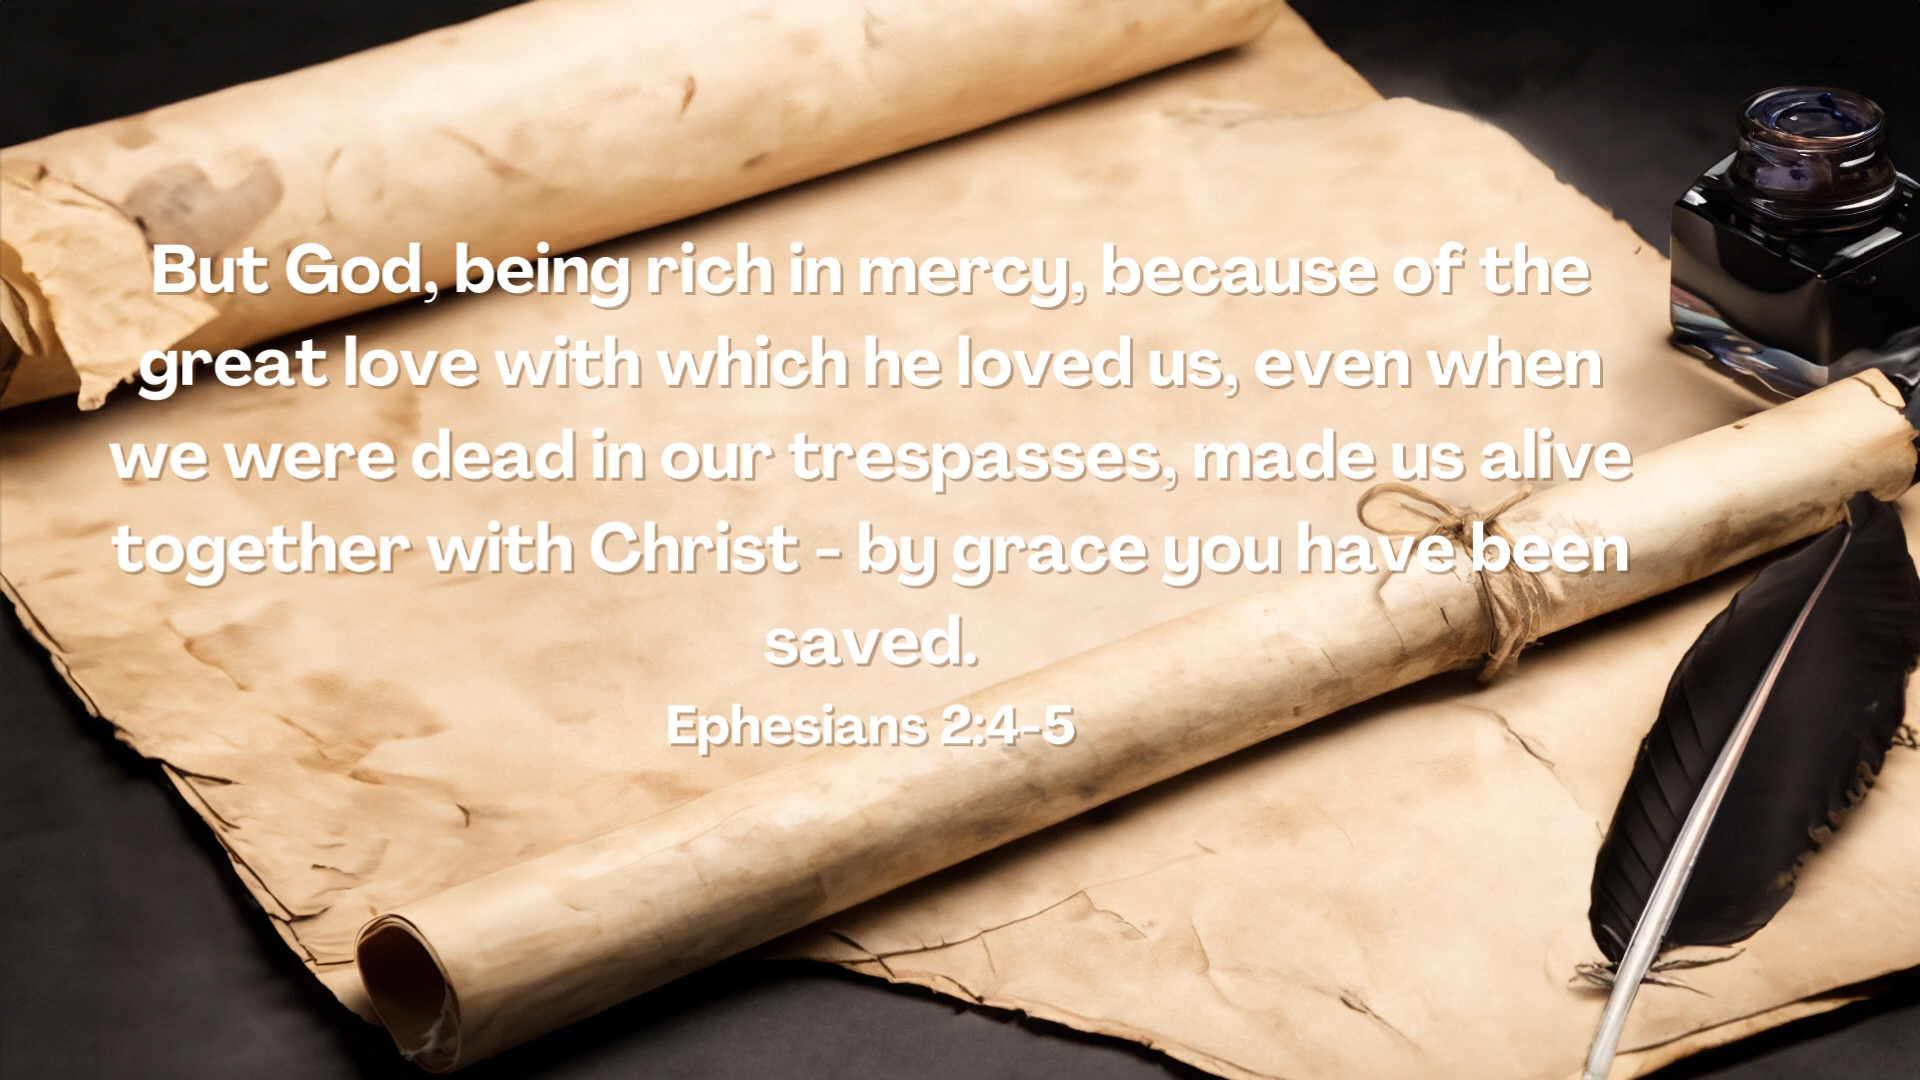 But God, being rich in mercy, because of the
great love with which he loved us, even when
we were dead in our trespasses, made us alive
together with Christ - by grace you have been
saved.
Ephesians 2:4-5